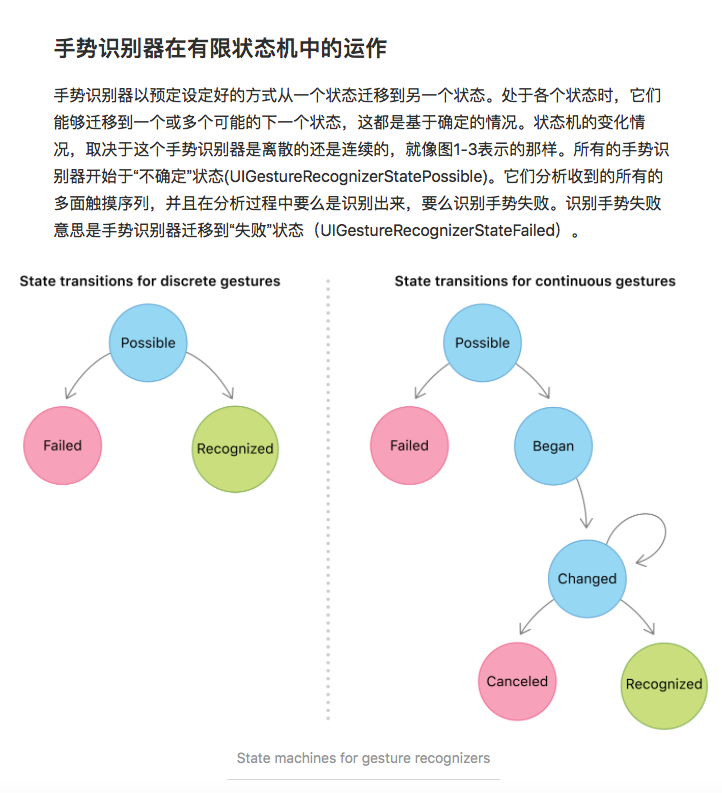 手势识别器在有限状态机中的运作
手势识别器以预定设定好的方式从一个状态迁移到另一个状态。处于各个状态时，它们
能够迁移到一个或多个可能的下一个状态，这都是基于确定的情况。状态机的变化情
况，取决于这个手势识别器是离散的还是连续的，就像图1-3表示的那样。所有的手势识
别器开始于“不确定”状态(UIGestureRecognizerStatePossible)。它们分析收到的所有的
多面触摸序列，并且在分析过程中要么是识别出来，要么识别手势失败。识别手势失败
意思是手势识别器迁移到“失败”状态（UIGestureRecognizerStateFailed）。
State transitions for discrete gestures
Possible
Failed
Recognized
State transitions for continuous gestures
Possible
Failed
Began
Changed
Canceled
Recognized
State machines for gesture recognizers